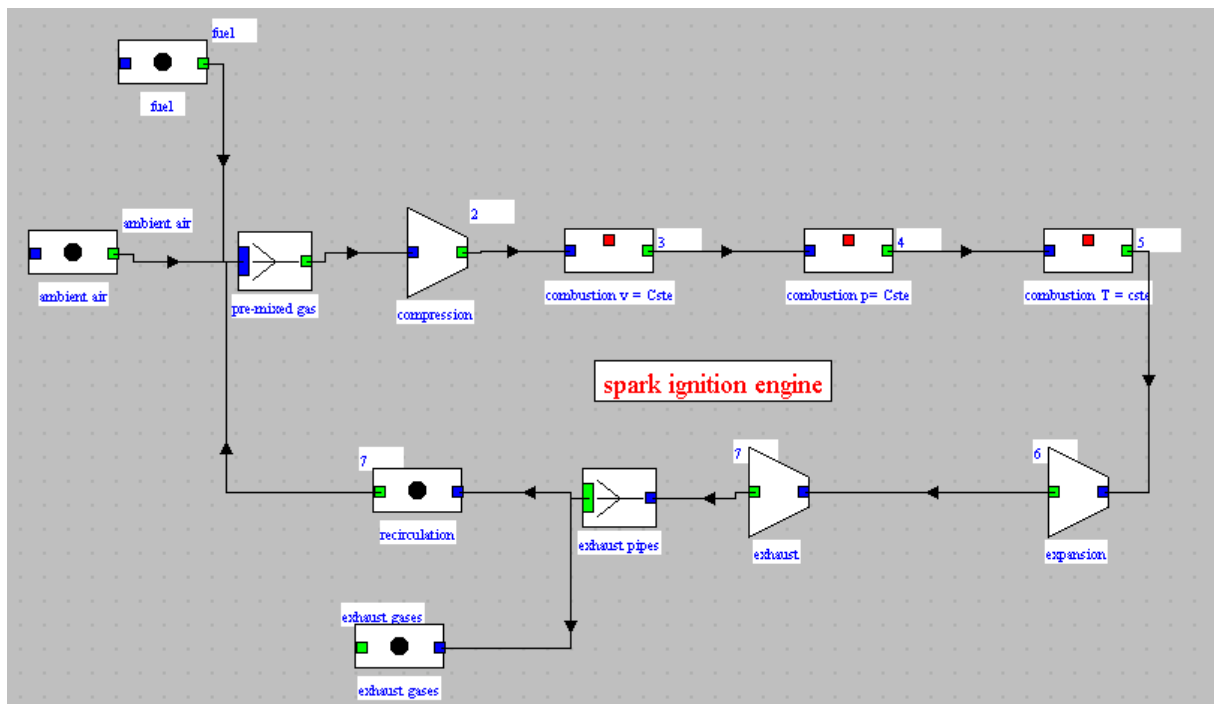 fuel
fuel
ambient air
ambient air
pre-mixed gas
2
compression
3
combustion v = Cste
4
combustion p= Cste
5
combustion T = cste
spark ignition engine
7
recirculation
exhaust pipes
7
exhaust
6
expansion
exhaust gases
exhaust gases